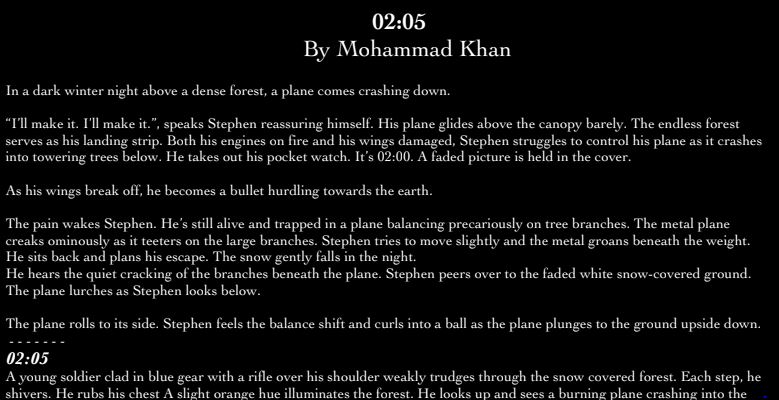 02:05
By Mohammad Khan
In a dark winter night above a dense forest, a plane comes crashing down.
“I’ll make it. I’ll make it.”, speaks Stephen reassuring himself. His plane glides above the canopy barely. The endless forest
serves as his landing strip. Both his engines on fire and his wings damaged, Stephen struggles to control his plane as it crashes
into towering trees below. He takes out his pocket watch. It’s 02:00. A faded picture is held in the cover.
As his wings break off, he becomes a bullet hurdling towards the earth.
The pain wakes Stephen. He’s still alive and trapped in a plane balancing precariously on tree branches. The metal plane
creaks ominously as it teeters on the large branches. Stephen tries to move slightly and the metal groans beneath the weight.
He sits back and plans his escape. The snow gently falls in the night.
He hears the quiet cracking of the branches beneath the plane. Stephen peers over to the faded white snow-covered ground.
The plane lurches as Stephen looks below.
The plane rolls to its side. Stephen feels the balance shift and curls into a ball as the plane plunges to the ground upside down.
- - - - - - -
02:05
A young soldier clad in blue gear with a rifle over his shoulder weakly trudges through the snow covered forest. Each step, he
shivers. He rubs his chest A slight orange hue illuminates the forest. He looks up and sees a burning plane crashing into the